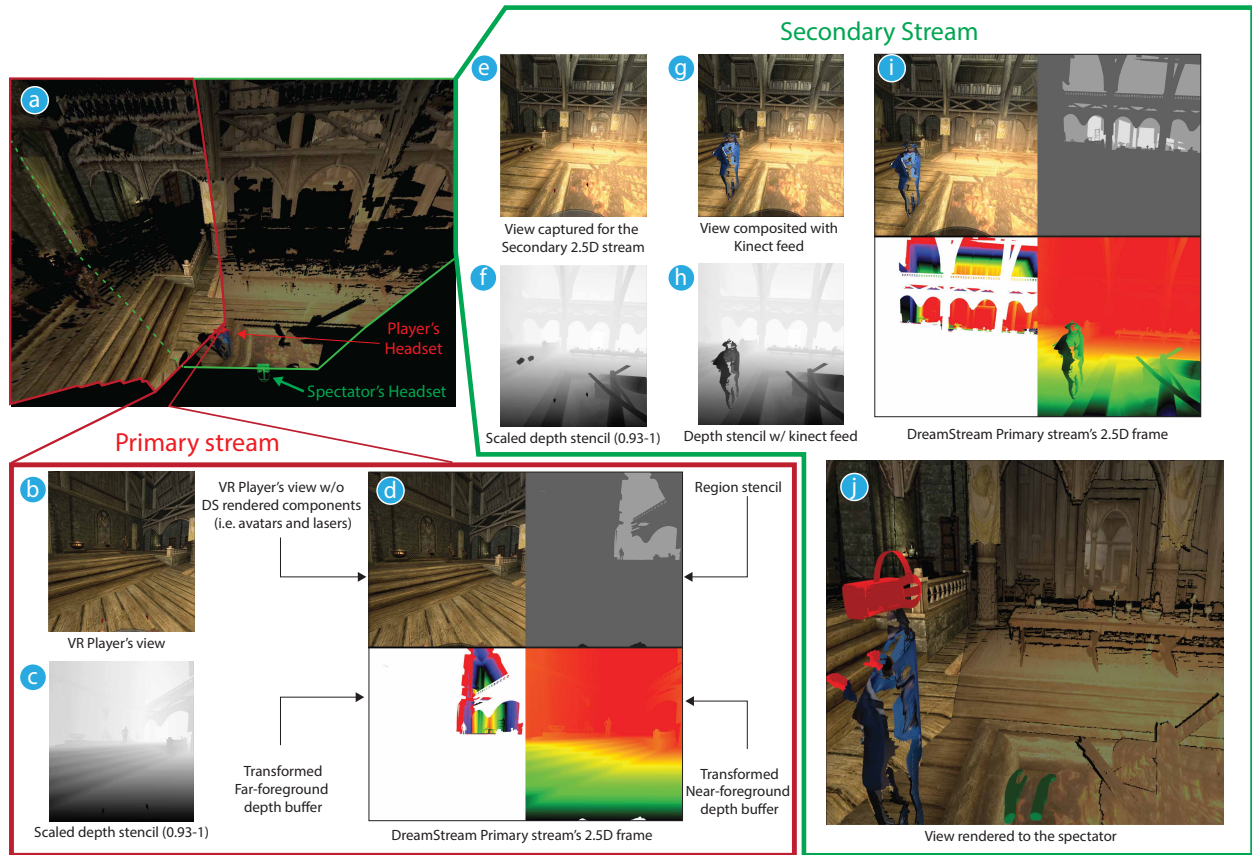 Secondary Stream
a
Player's
Headset
Spectator's Headset
e
View captured for the
Secondary 2.5D stream
g
View composited with
Kinect feed
i
f
Scaled depth stencil (0.93-1)
h
Depth stencil w/ kinect feed
DreamStream Primary stream's 2.5D frame
Primary stream
b
VR Player's view
c
Scaled depth stencil (0.93-1)
VR Player's view w/o
DS rendered components
(i.e. avatars and lasers)
d
Region stencil
Transformed
Far-foreground
depth buffer
Transformed
Near-foreground
depth buffer
DreamStream Primary stream's 2.5D frame
j
View rendered to the spectator